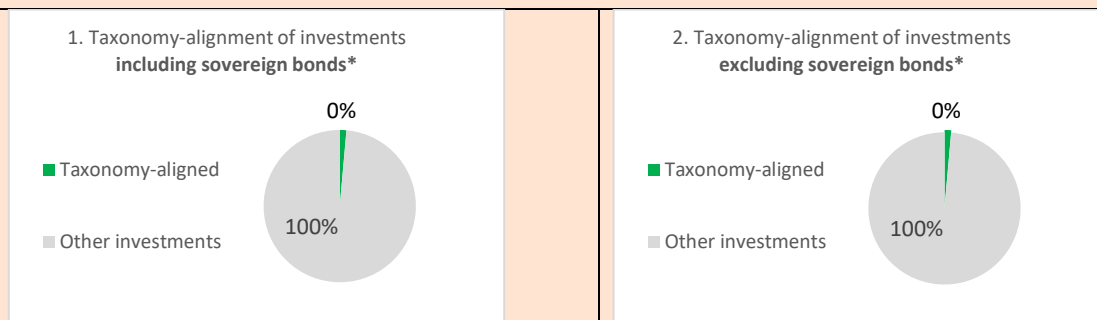 1. Taxonomy-alignment of investments
including sovereign bonds*
0%
Taxonomy-aligned
100%
Other investments
2. Taxonomy-alignment of investments
excluding sovereign bonds*
0%
Taxonomy-aligned
100%
Other investments